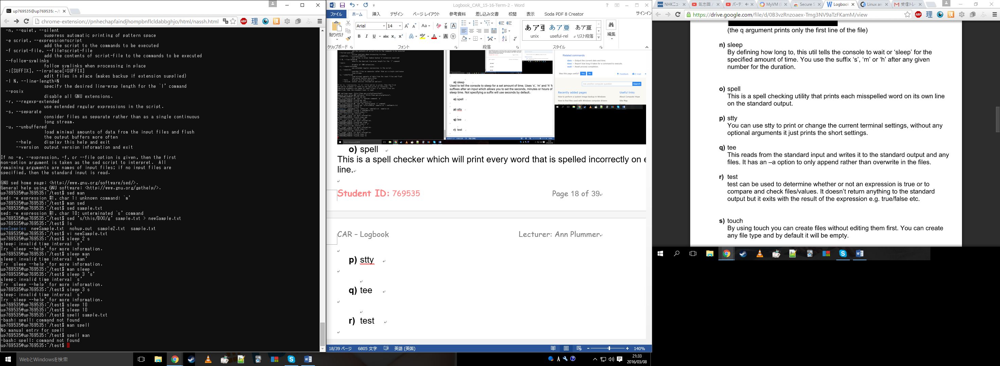 up769535@up769535: ~/t
chrome-extension://pnhechapfaindjhompbnflcldabbghjo/html/nassh.html
-n, --quiet, --silent
suppress automatic printing of pattern space
-e script, --expression=script
add the script to the commands to be executed
-f script-file, --file=script-file
add the contents of script-file to the commands to be executed
--follow-symlinks
follow symlinks when processing in place
-i[SUFFIX], --in-place[=SUFFIX]
edit files in place (makes backup if extension supplied)
-l N, --line-length=N
specify the desired line-wrap length for the `l' command
--posix
disable all GNU extensions.
-r, --regexp-extended
use extended regular expressions in the script.
-s, --separate
consider files as separate rather than as a single continuous
long stream.
-u, --unbuffered
load minimal amounts of data from the input files and flush
the output buffers more often
--help     display this help and exit
--version  output version information and exit
If no -e, --expression, -f, or --file option is given, then the first
non-option argument is taken as the sed script to interpret.  All
remaining arguments are names of input files; if no input files are
specified, then the standard input is read.
GNU sed home page: <http://www.gnu.org/software/sed/>.
General help using GNU software: <http://www.gnu.org/gethelp/>.
up769535@up769535:~/test$ sed man
sed: -e expression #1, char 1: unknown command: `m'
up769535@up769535:~/test$ man sed
up769535@up769535:~/test$ sed sample.txt
sed: -e expression #1, char 10: unterminated `s' command
up769535@up769535:~/test$ sed 's/this/BOO/g' sample.txt > newSample.txt
up769535@up769535:~/test$ ls
newSamples  newSample.txt  nohup.out  sample2.txt  sample.txt
up769535@up769535:~/test$ vi newSample.txt
up769535@up769535:~/test$ sleep 2 s
sleep: invalid time interval `s'
Try `sleep --help' for more information.
up769535@up769535:~/test$ sleep man
sleep: invalid time interval `man'
Try `sleep --help' for more information.
up769535@up769535:~/test$ man sleep
up769535@up769535:~/test$ sleep 3 's'
sleep: invalid time interval `s'
Try `sleep --help' for more information.
up769535@up769535:~/test$ sleep 3 s
sleep: invalid time interval `s'
Try `sleep --help' for more information.
up769535@up769535:~/test$ sleep 10
up769535@up769535:~/test$ sleep 10
up769535@up769535:~/test$ spell sample.txt
-bash: spell: command not found
up769535@up769535:~/test$ man spell
No manual entry for spell
up769535@up769535:~/test$ spell man
-bash: spell: command not found
up769535@up769535:~/test$
WebとWindowsを検索
Logbook_CAR_15-16-Term-2 - Word
ファイル ホーム 挿入 デザイン ページ レイアウト 参考資料 差し込み文書 校閲 表示 Soda PDF 8 Creator サインイン
貼り付け Arial 14 あア亜 あア亜 あア亜 編集
unix useful-rel リスト段落
クリップボード フォント 段落 スタイル
Related commands
date — Output the current date and time.
time — Report how long it takes for a command to execute.
wait — Await process completion.
Was this page useful? Yes No Feedback E-mail
Ask another computer question Search
Recently added pages Useful links
How to perform a system image backup in Windows About Computer Hope
How to find files used with Windows computer drivers Site Map
n) sleep
Used to tell the console to sleep for a set amount of time. Uses 's', 'm' and 'h' fo
suffixes after an input which allows you to set the seconds, minutes or hours of
sleep time. Not specifying a suffix will use seconds by default.
o) spell
p) stty
q) tee
r) test
o) spell
This is a spell checker which will print every word that is spelled incorrectly on e
line.
Student ID: 769535 Page 18 of 39
CAR – Logbook Lecturer: Ann Plummer
p) stty
q) tee
r) test
18/39 ページ 6805 文字 英語 (英国) 140%
21:33
2016/03/08
NHKニュ 氣志團 / パーテ MyVM ( Secure S Logbook Linux an 受信トレ
https://drive.google.com/file/d/0B3vzRnzoaex-Tmg3NV9aTzFKamM/view
(the q argument prints only the first line of the file)
n) sleep
By defining how long to, this util tells the console to wait or ‘sleep’ for the
specified amount of time. You use the suffix ‘s’, ‘m’ or ‘h’ after any given
number for the duration.
o) spell
This is a spell checking utility that prints each misspelled word on its own line
on the standard output.
p) stty
You can use stty to print or change the current terminal settings, without any
optional arguments it just prints the short settings.
q) tee
This reads from the standard input and writes it to the standard output and any
files. It has an –a option to only append rather than overwrite in the files.
r) test
test can be used to determine whether or not an expression is true or to
compare and check files/values. It doesn’t return anything to the standard
output but it exits with the result of the expression e.g. true/false etc.
s) touch
By using touch you can create files without editing them first. You can create
any file type and by default it will be empty.